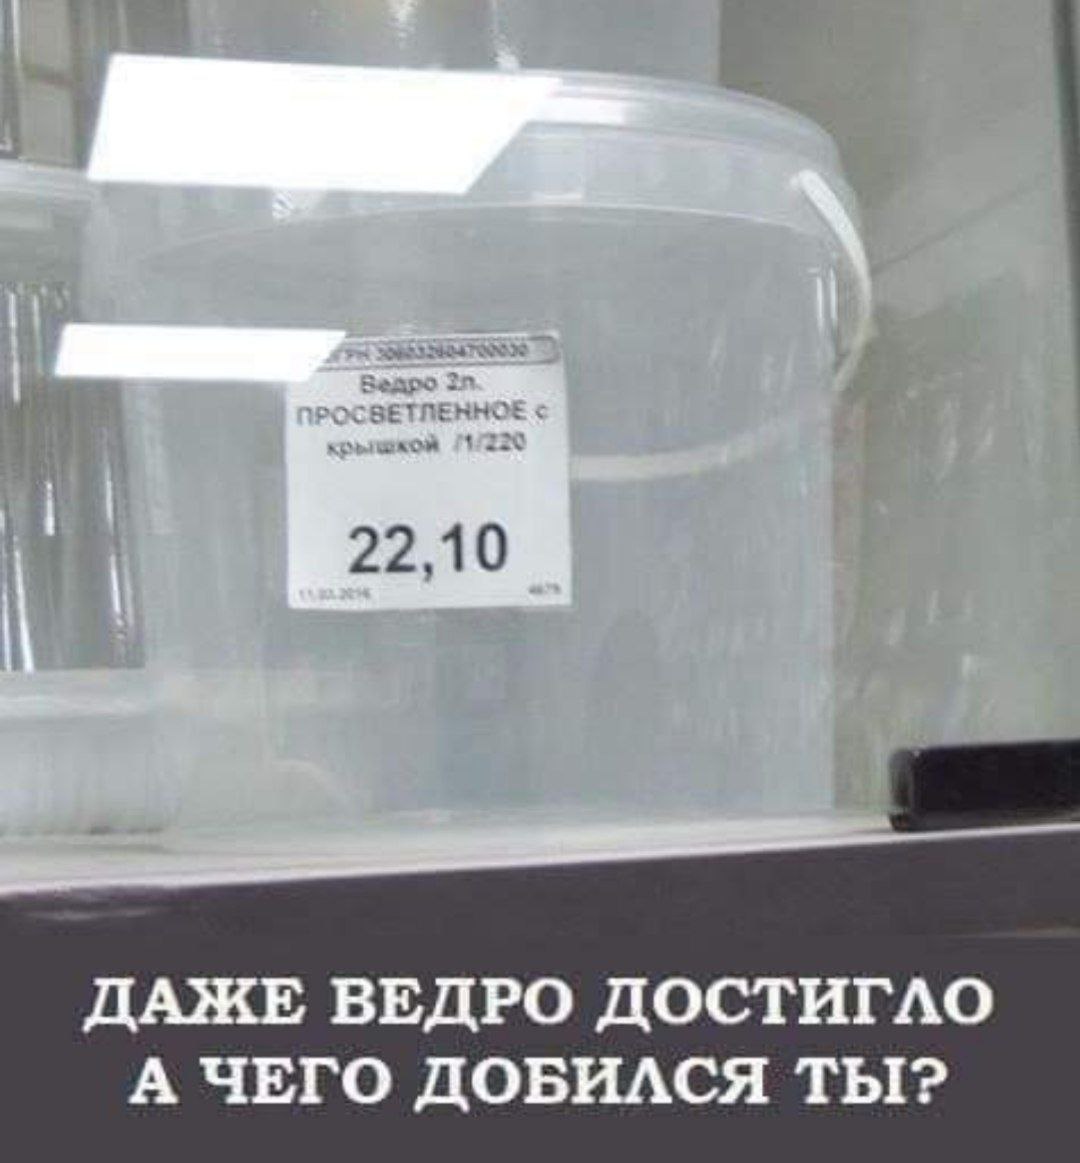 Ведро 2л.
ПРОСВЕТЛЕННОЕ с
крышкой /1/220
22,10
ДАЖЕ ВЕДРО ДОСТИГЛО
А ЧЕГО ДОБИЛСЯ ТЫ?